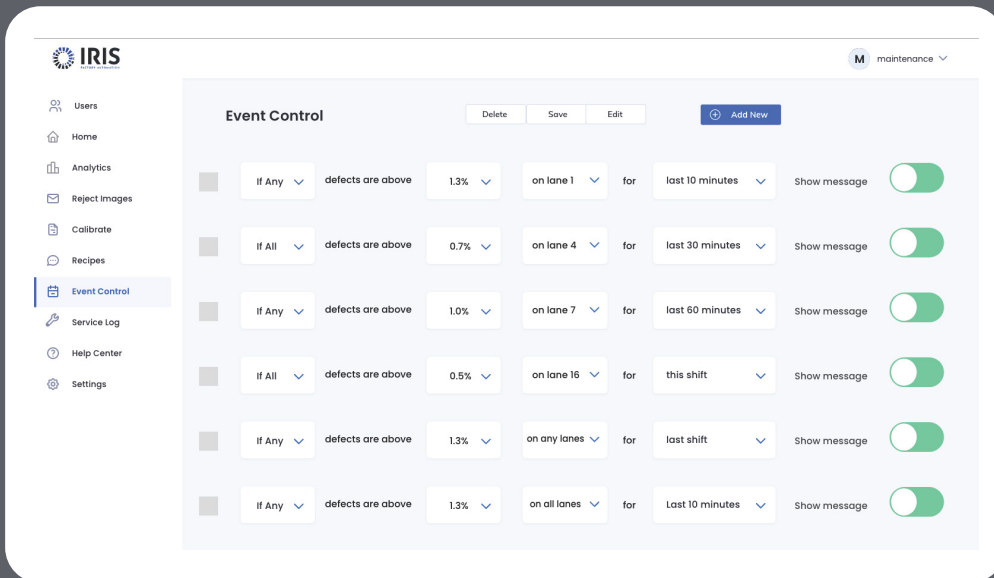 IRIS
FACTORY AUTOMATION
M maintenance
Users
Home
Analytics
Reject Images
Calibrate
Recipes
Event Control
Service Log
Help Center
Settings
Event Control
Delete Save Edit
Add New
If Any defects are above 1.3% on lane 1 for last 10 minutes Show message
If All defects are above 0.7% on lane 4 for last 30 minutes Show message
If Any defects are above 1.0% on lane 7 for last 60 minutes Show message
If All defects are above 0.5% on lane 16 for this shift Show message
If Any defects are above 1.3% on any lanes for last shift Show message
If Any defects are above 1.3% on all lanes for Last 10 minutes Show message